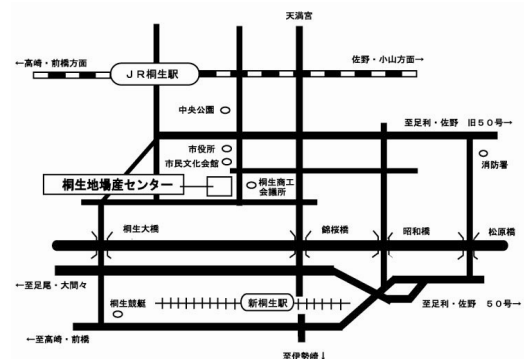 天満宮
←高崎・前橋方面
JR桐生駅
佐野・小山方面→
中央公園
至足利・佐野 旧50号→
市役所
市民文化会館
消防署
桐生地場産センター
桐生商工
会議所
桐生大橋
錦桜橋
昭和橋
松原橋
←至足尾・大間々
桐生競艇
新桐生駅
至足利・佐野 50号→
←至高崎・前橋
至伊勢崎↓